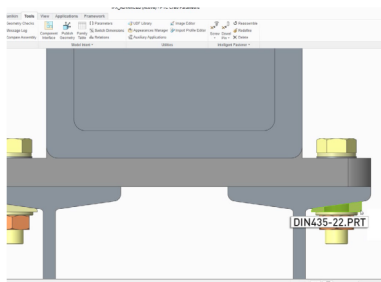 Tools View Applications Framework
Geometry Checks
Message Log
Compare Assembly
Component Interface
Publish Geometry
Family Table
Parameters
Switch Dimensions
Relations
Model Intent
UDF Library
Appearances Manager
Auxiliary Applications
Image Editor
Import Profile Editor
Utilities
Screw
Reassemble
Redefine
Delete
Intelligent Fastener
DIN435-22.PRT